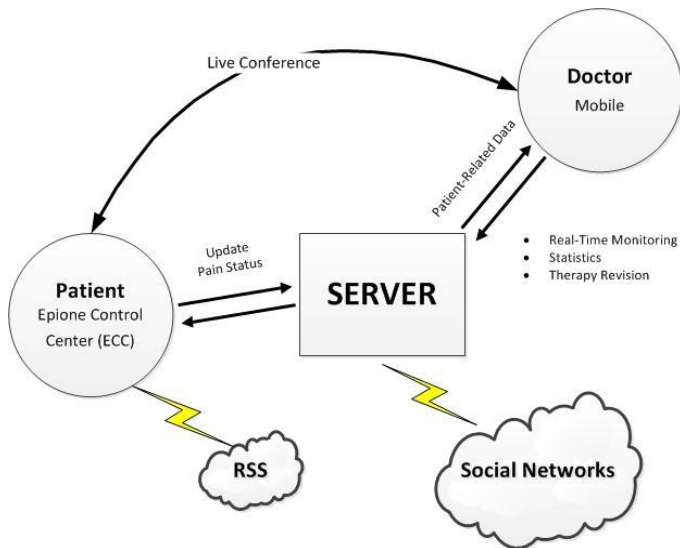 Live Conference
Doctor
Mobile
Patient-Related Data
• Real-Time Monitoring
• Statistics
• Therapy Revision
Update
Pain Status
SERVER
Patient
Epione Control
Center (ECC)
RSS
Social Networks